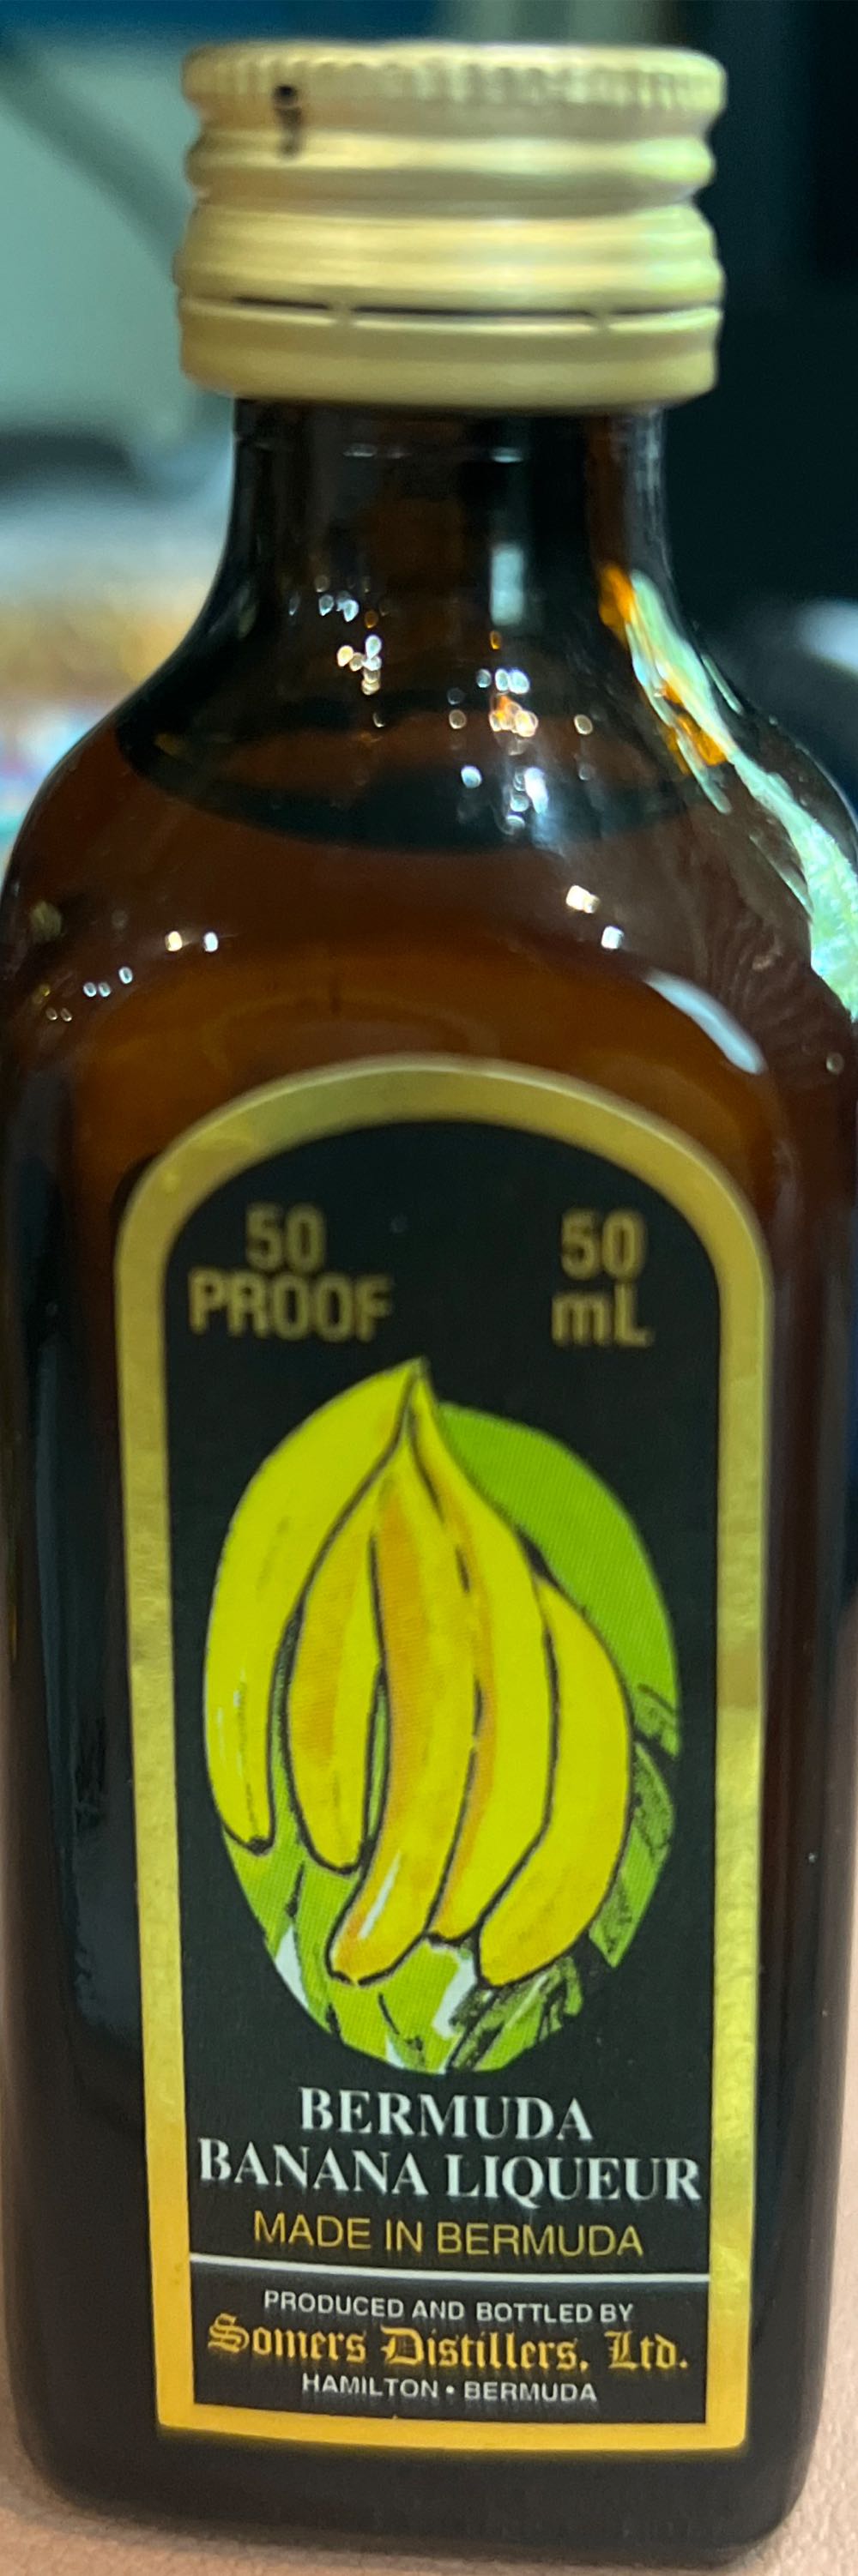 50 PROOF
50 mL
BERMUDA
BANANA LIQUEUR
MADE IN BERMUDA
PRODUCED AND BOTTLED BY
Somers Distillers, Ltd.
HAMILTON • BERMUDA